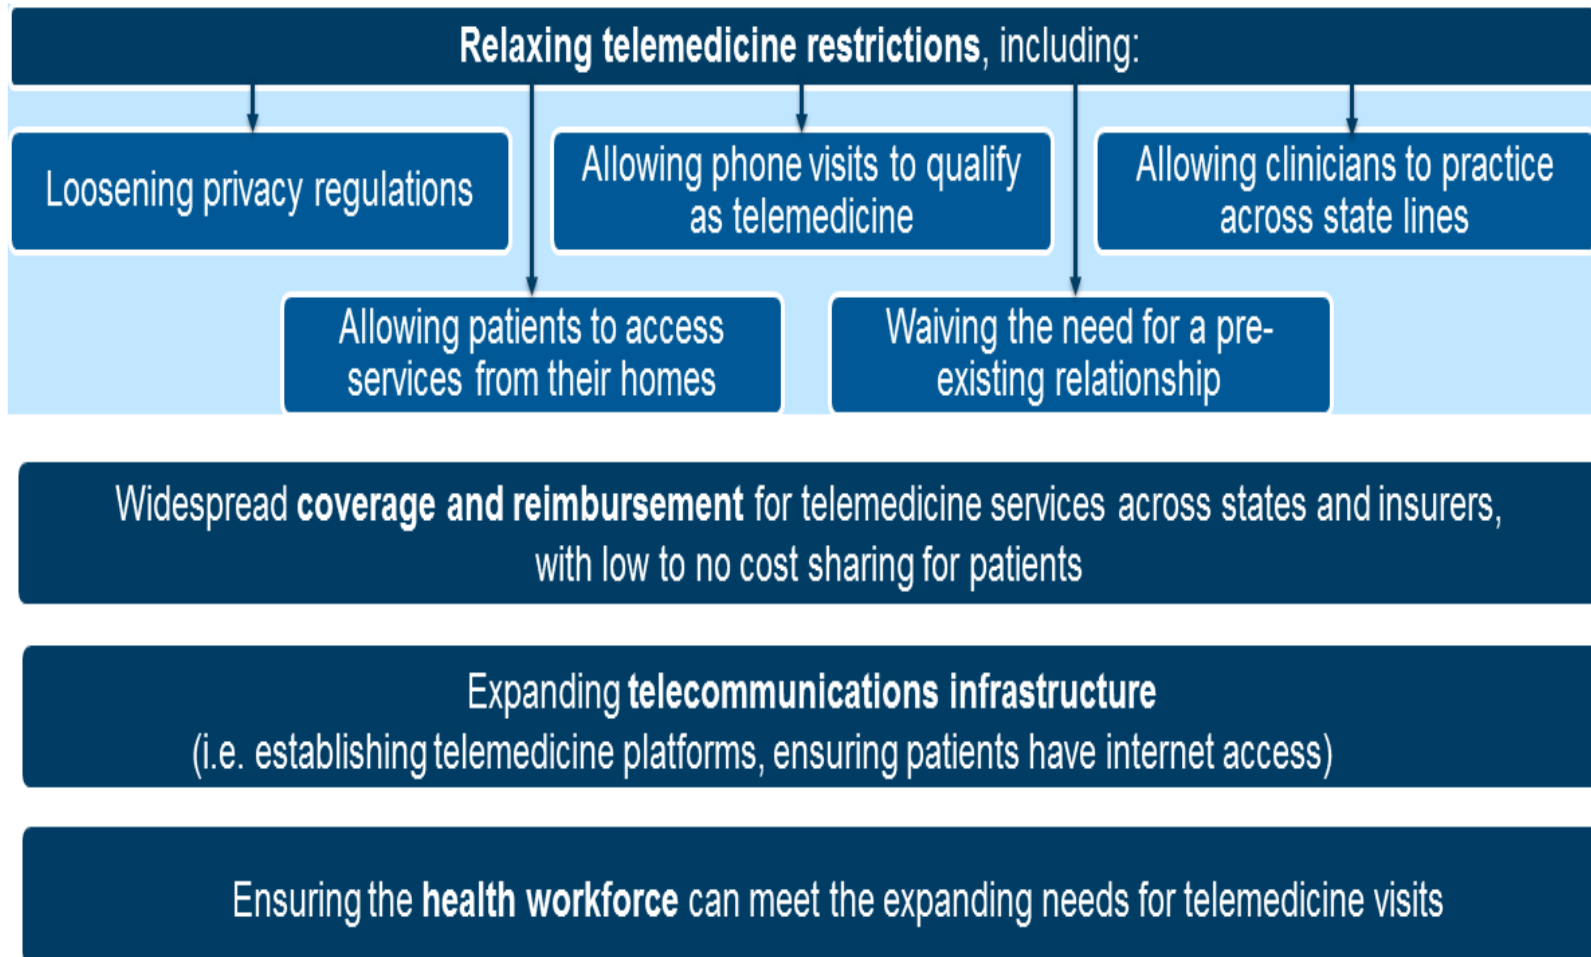 Relaxing telemedicine restrictions, including:
Loosening privacy regulations
Allowing phone visits to qualify
as telemedicine
Allowing clinicians to practice
across state lines
Allowing patients to access
services from their homes
Waiving the need for a pre-
existing relationship
Widespread coverage and reimbursement for telemedicine services across states and insurers,
with low to no cost sharing for patients
Expanding telecommunications infrastructure
(i.e. establishing telemedicine platforms, ensuring patients have internet access)
Ensuring the health workforce can meet the expanding needs for telemedicine visits